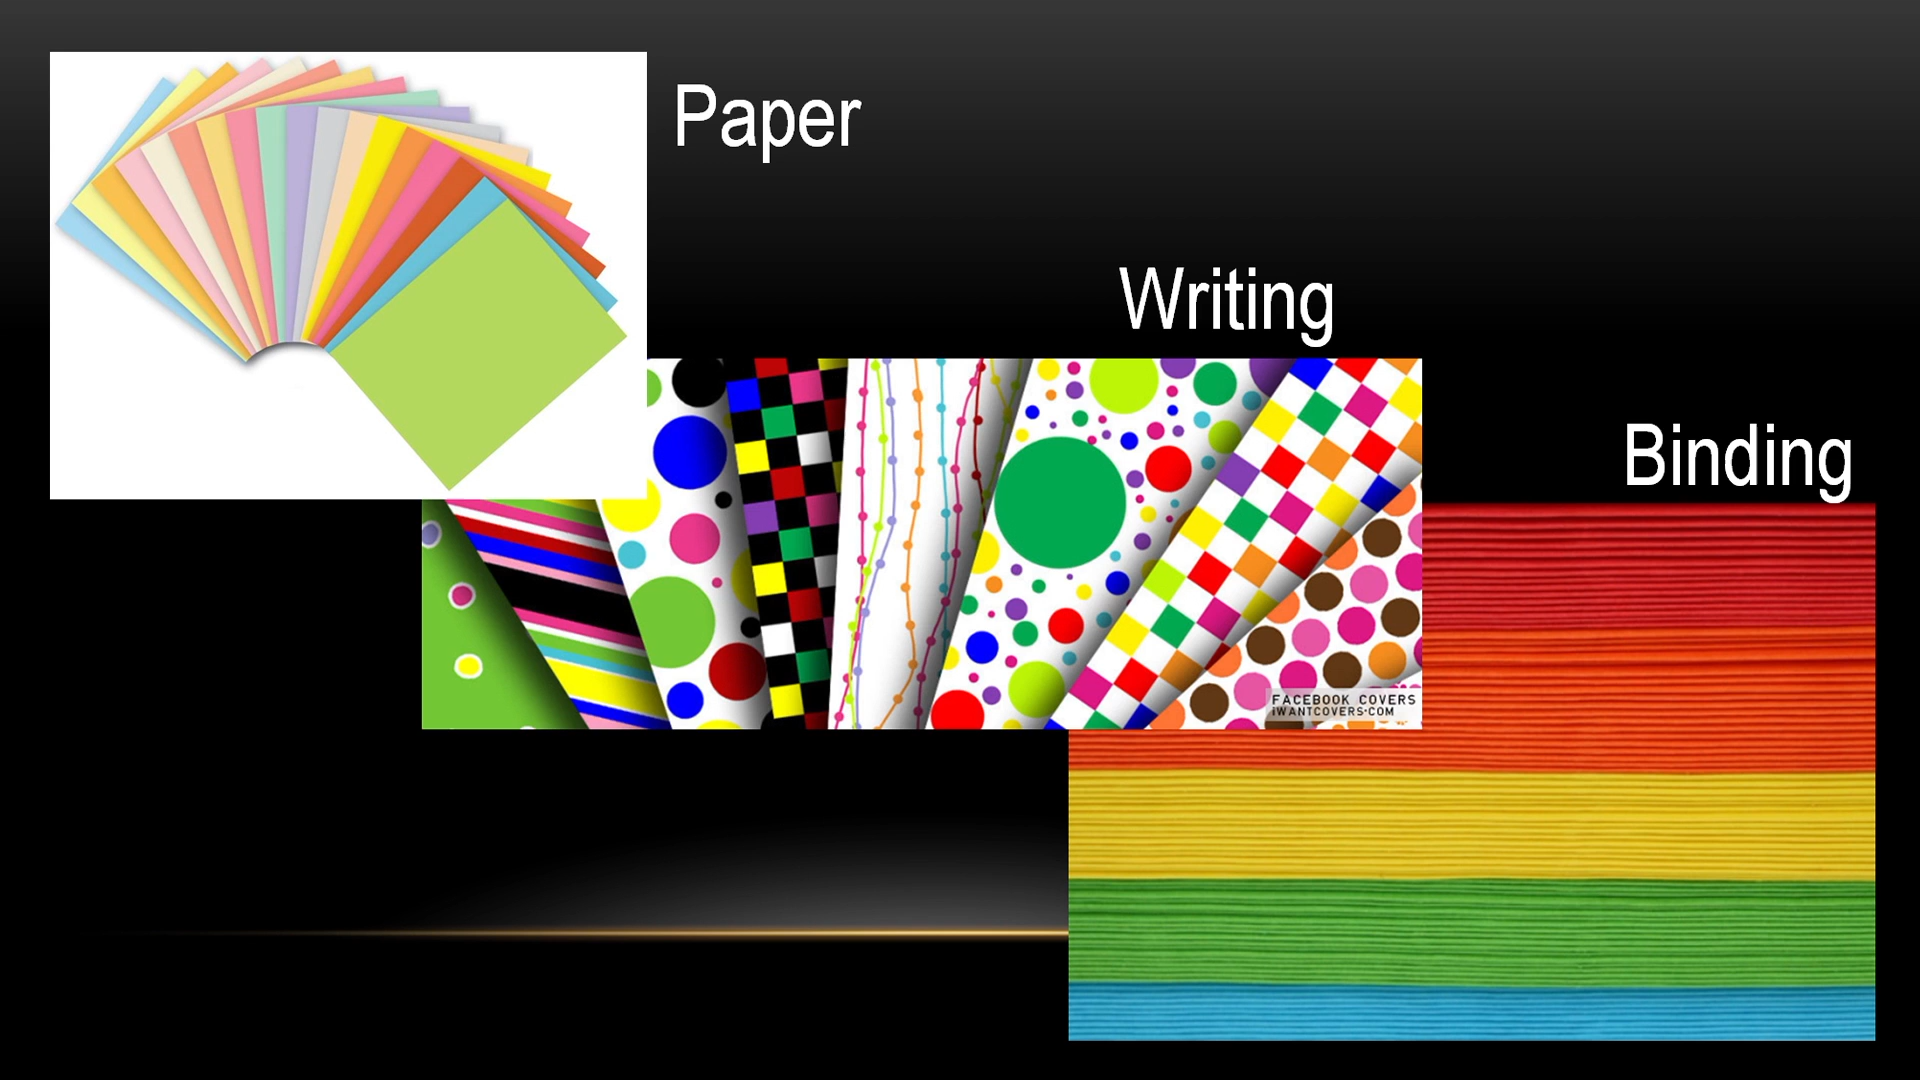 Paper
Writing
Binding
FACEBOOK COVERS
iWANTCOVERS.COM